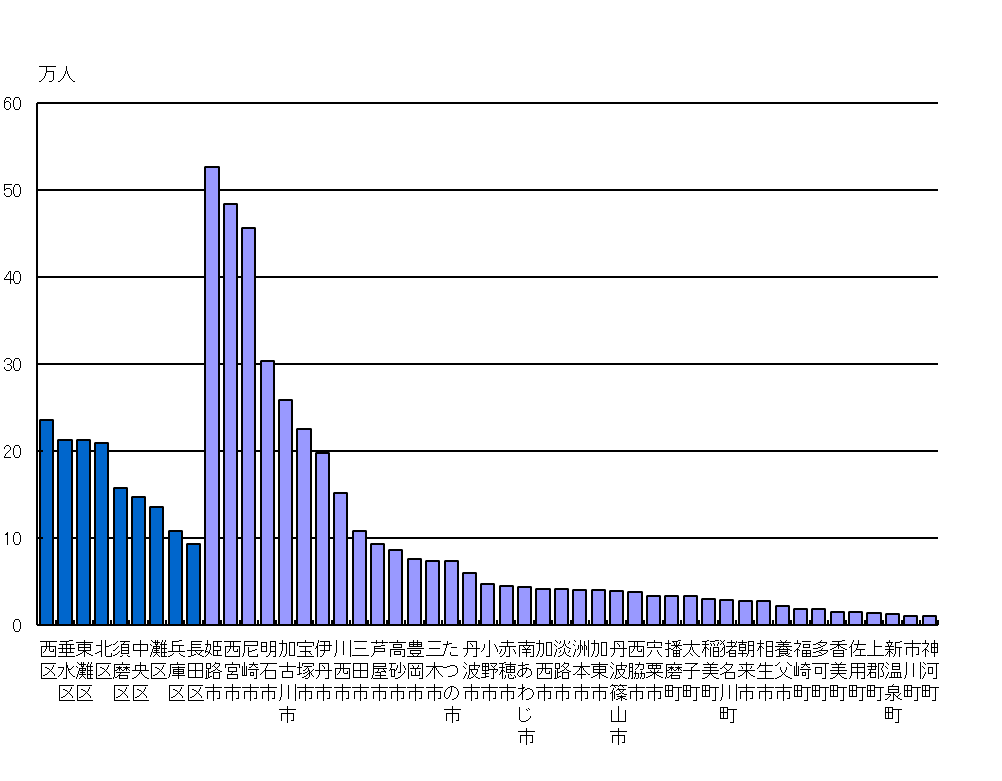 万人
60
50
40
30
20
10
0
西区
垂水区
東灘区
北区
須磨区
中央区
灘区
兵庫区
長田区
姫路市
西宮市
尼崎市
明石市
加古川市
宝塚市
伊丹市
川西市
三田市
芦屋市
高砂市
豊岡市
三木市
たつの市
丹波市
小野市
赤穂市
南あわじ市
加西市
淡路市
洲本市
加東市
丹波篠山市
西脇市
宍粟市
播磨町
太子町
稲美町
猪名川町
朝来市
相生市
養父市
福崎町
多可町
香美町
佐用町
上郡町
新温泉町
市川町
神河町